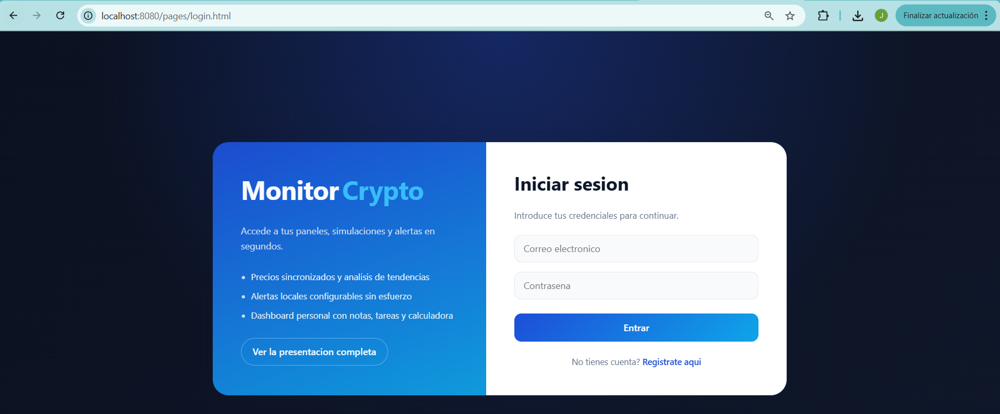 localhost:8080/pages/login.html
J
Finalizar actualización
Monitor Crypto
Accede a tus paneles, simulaciones y alertas en
segundos.
Precios sincronizados y analisis de tendencias
Alertas locales configurables sin esfuerzo
Dashboard personal con notas, tareas y calculadora
Ver la presentacion completa
Iniciar sesion
Introduce tus credenciales para continuar.
Correo electronico
Contrasena
Entrar
No tienes cuenta? Registrate aqui